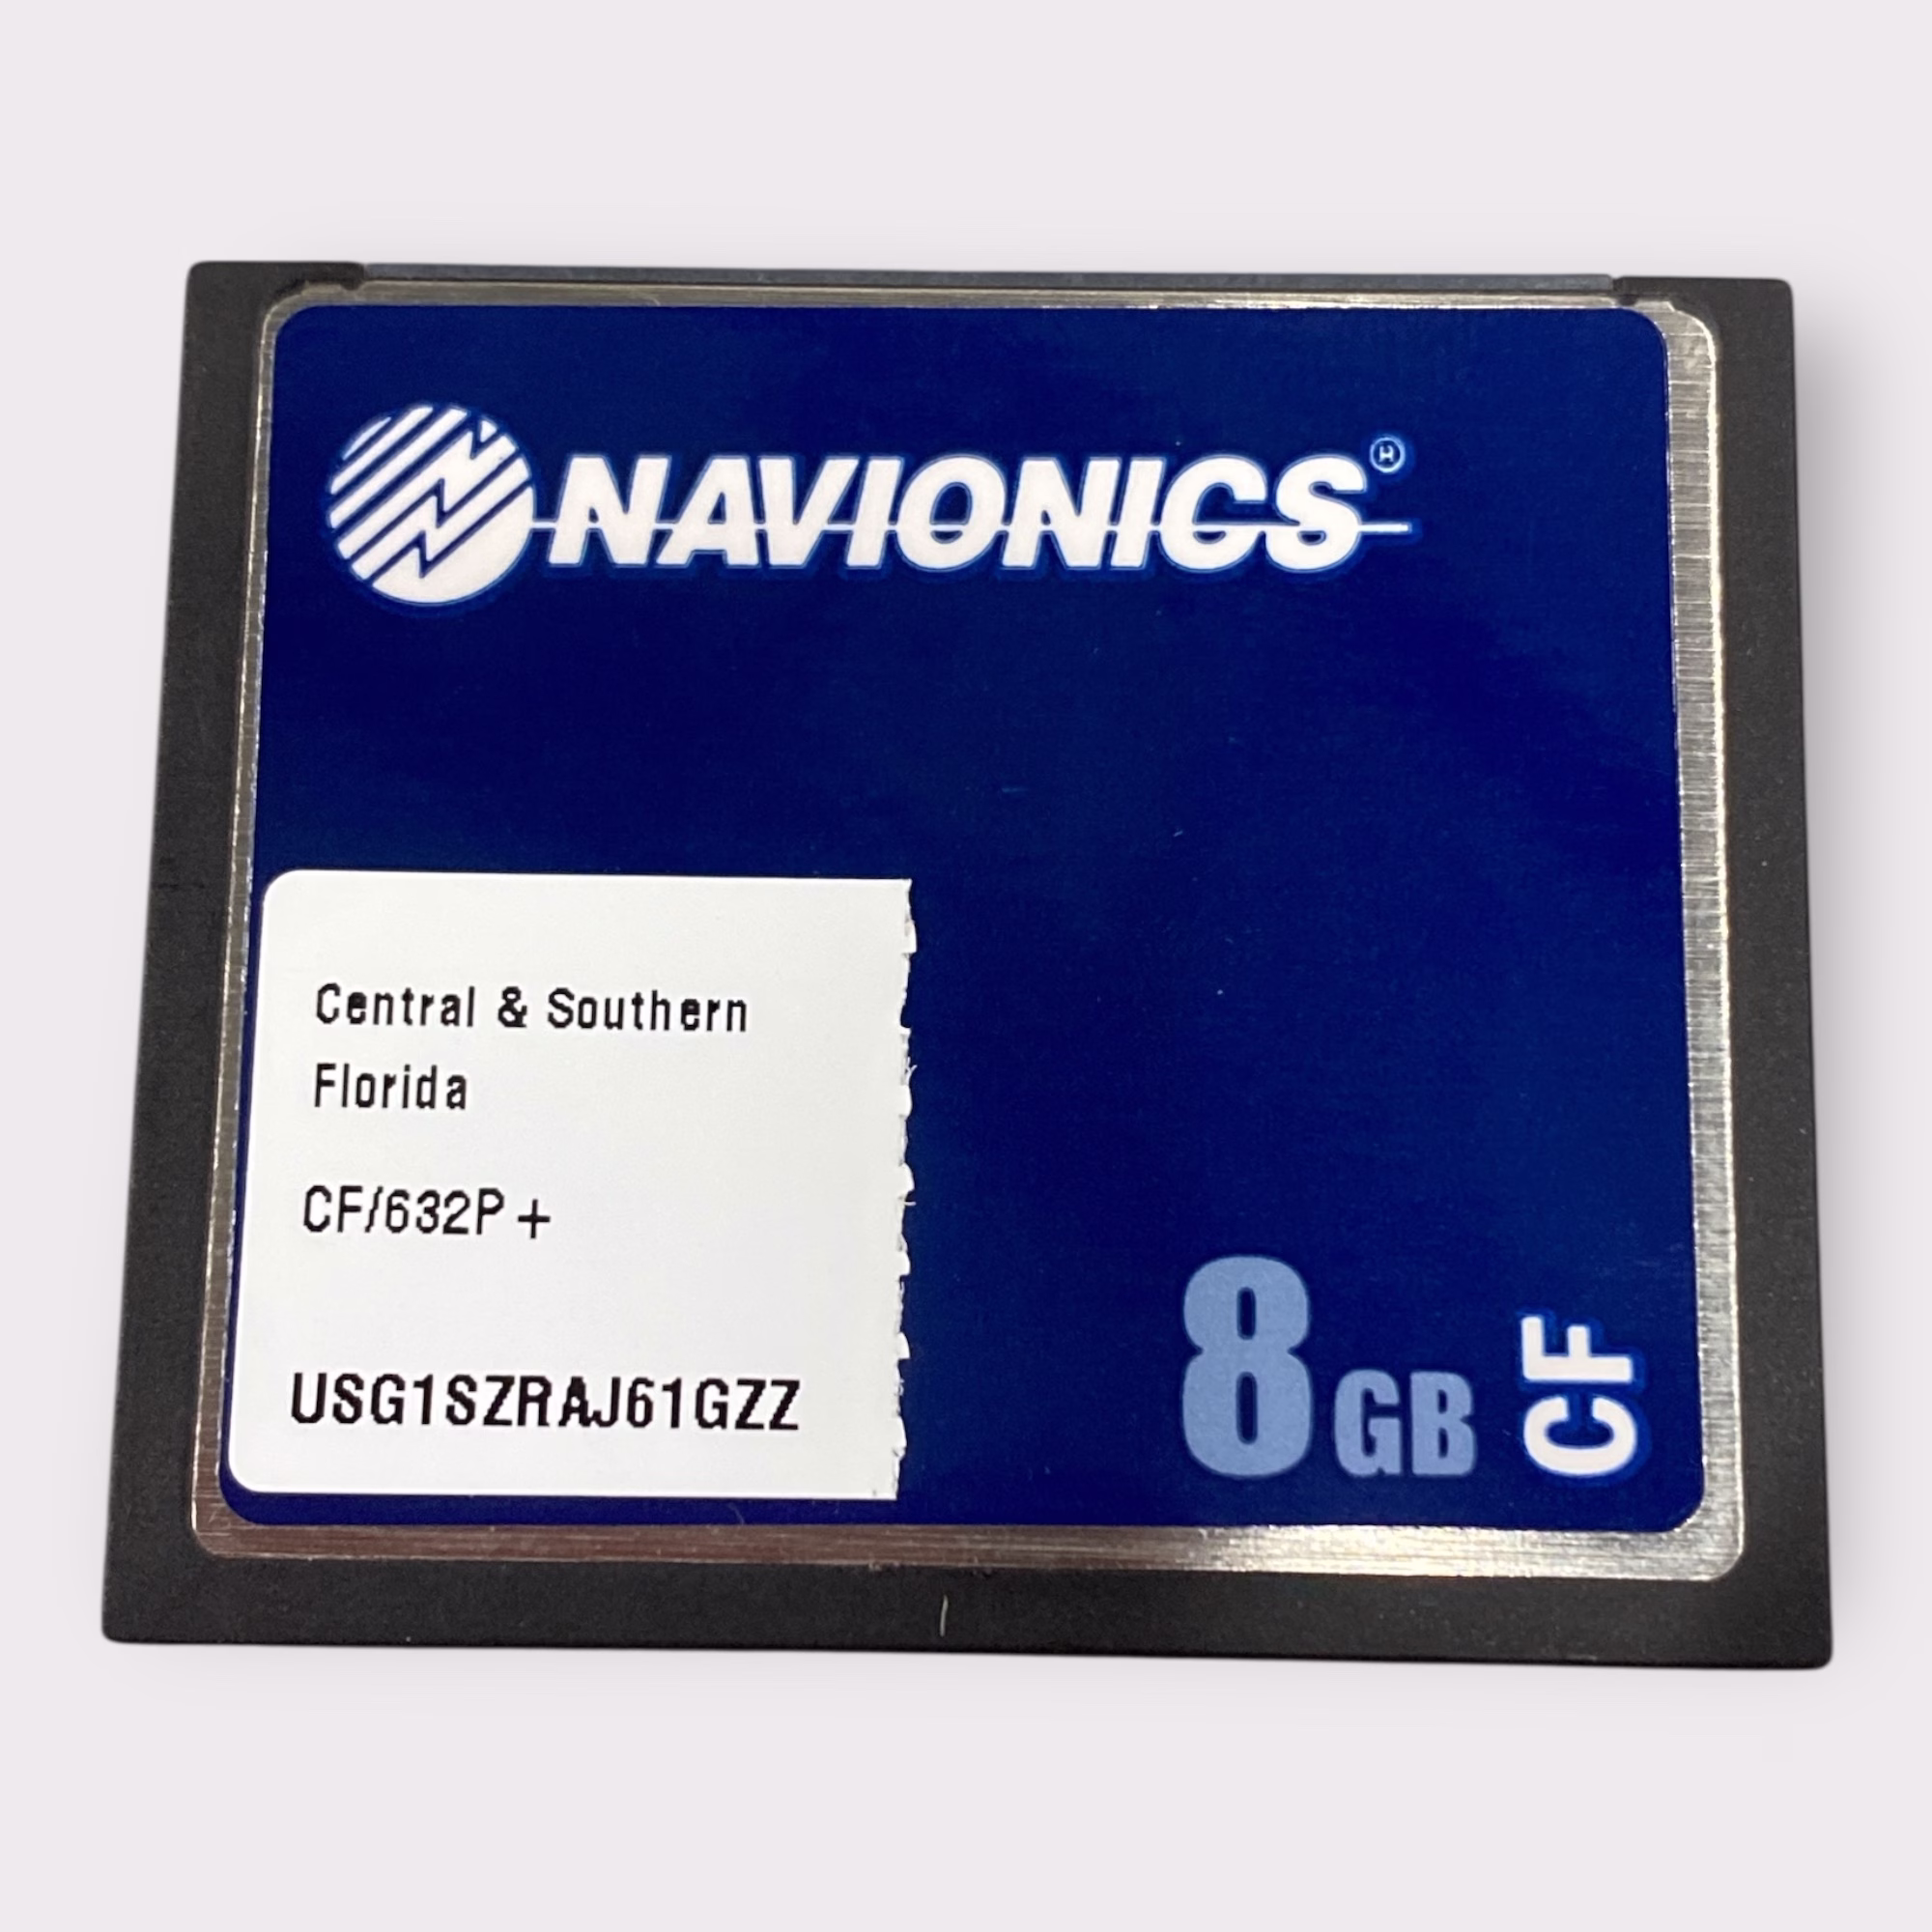 NAVIONICS®
Central & Southern
Florida
CF/632P+
USG1SZRAJ61GZZ
8GB
CF